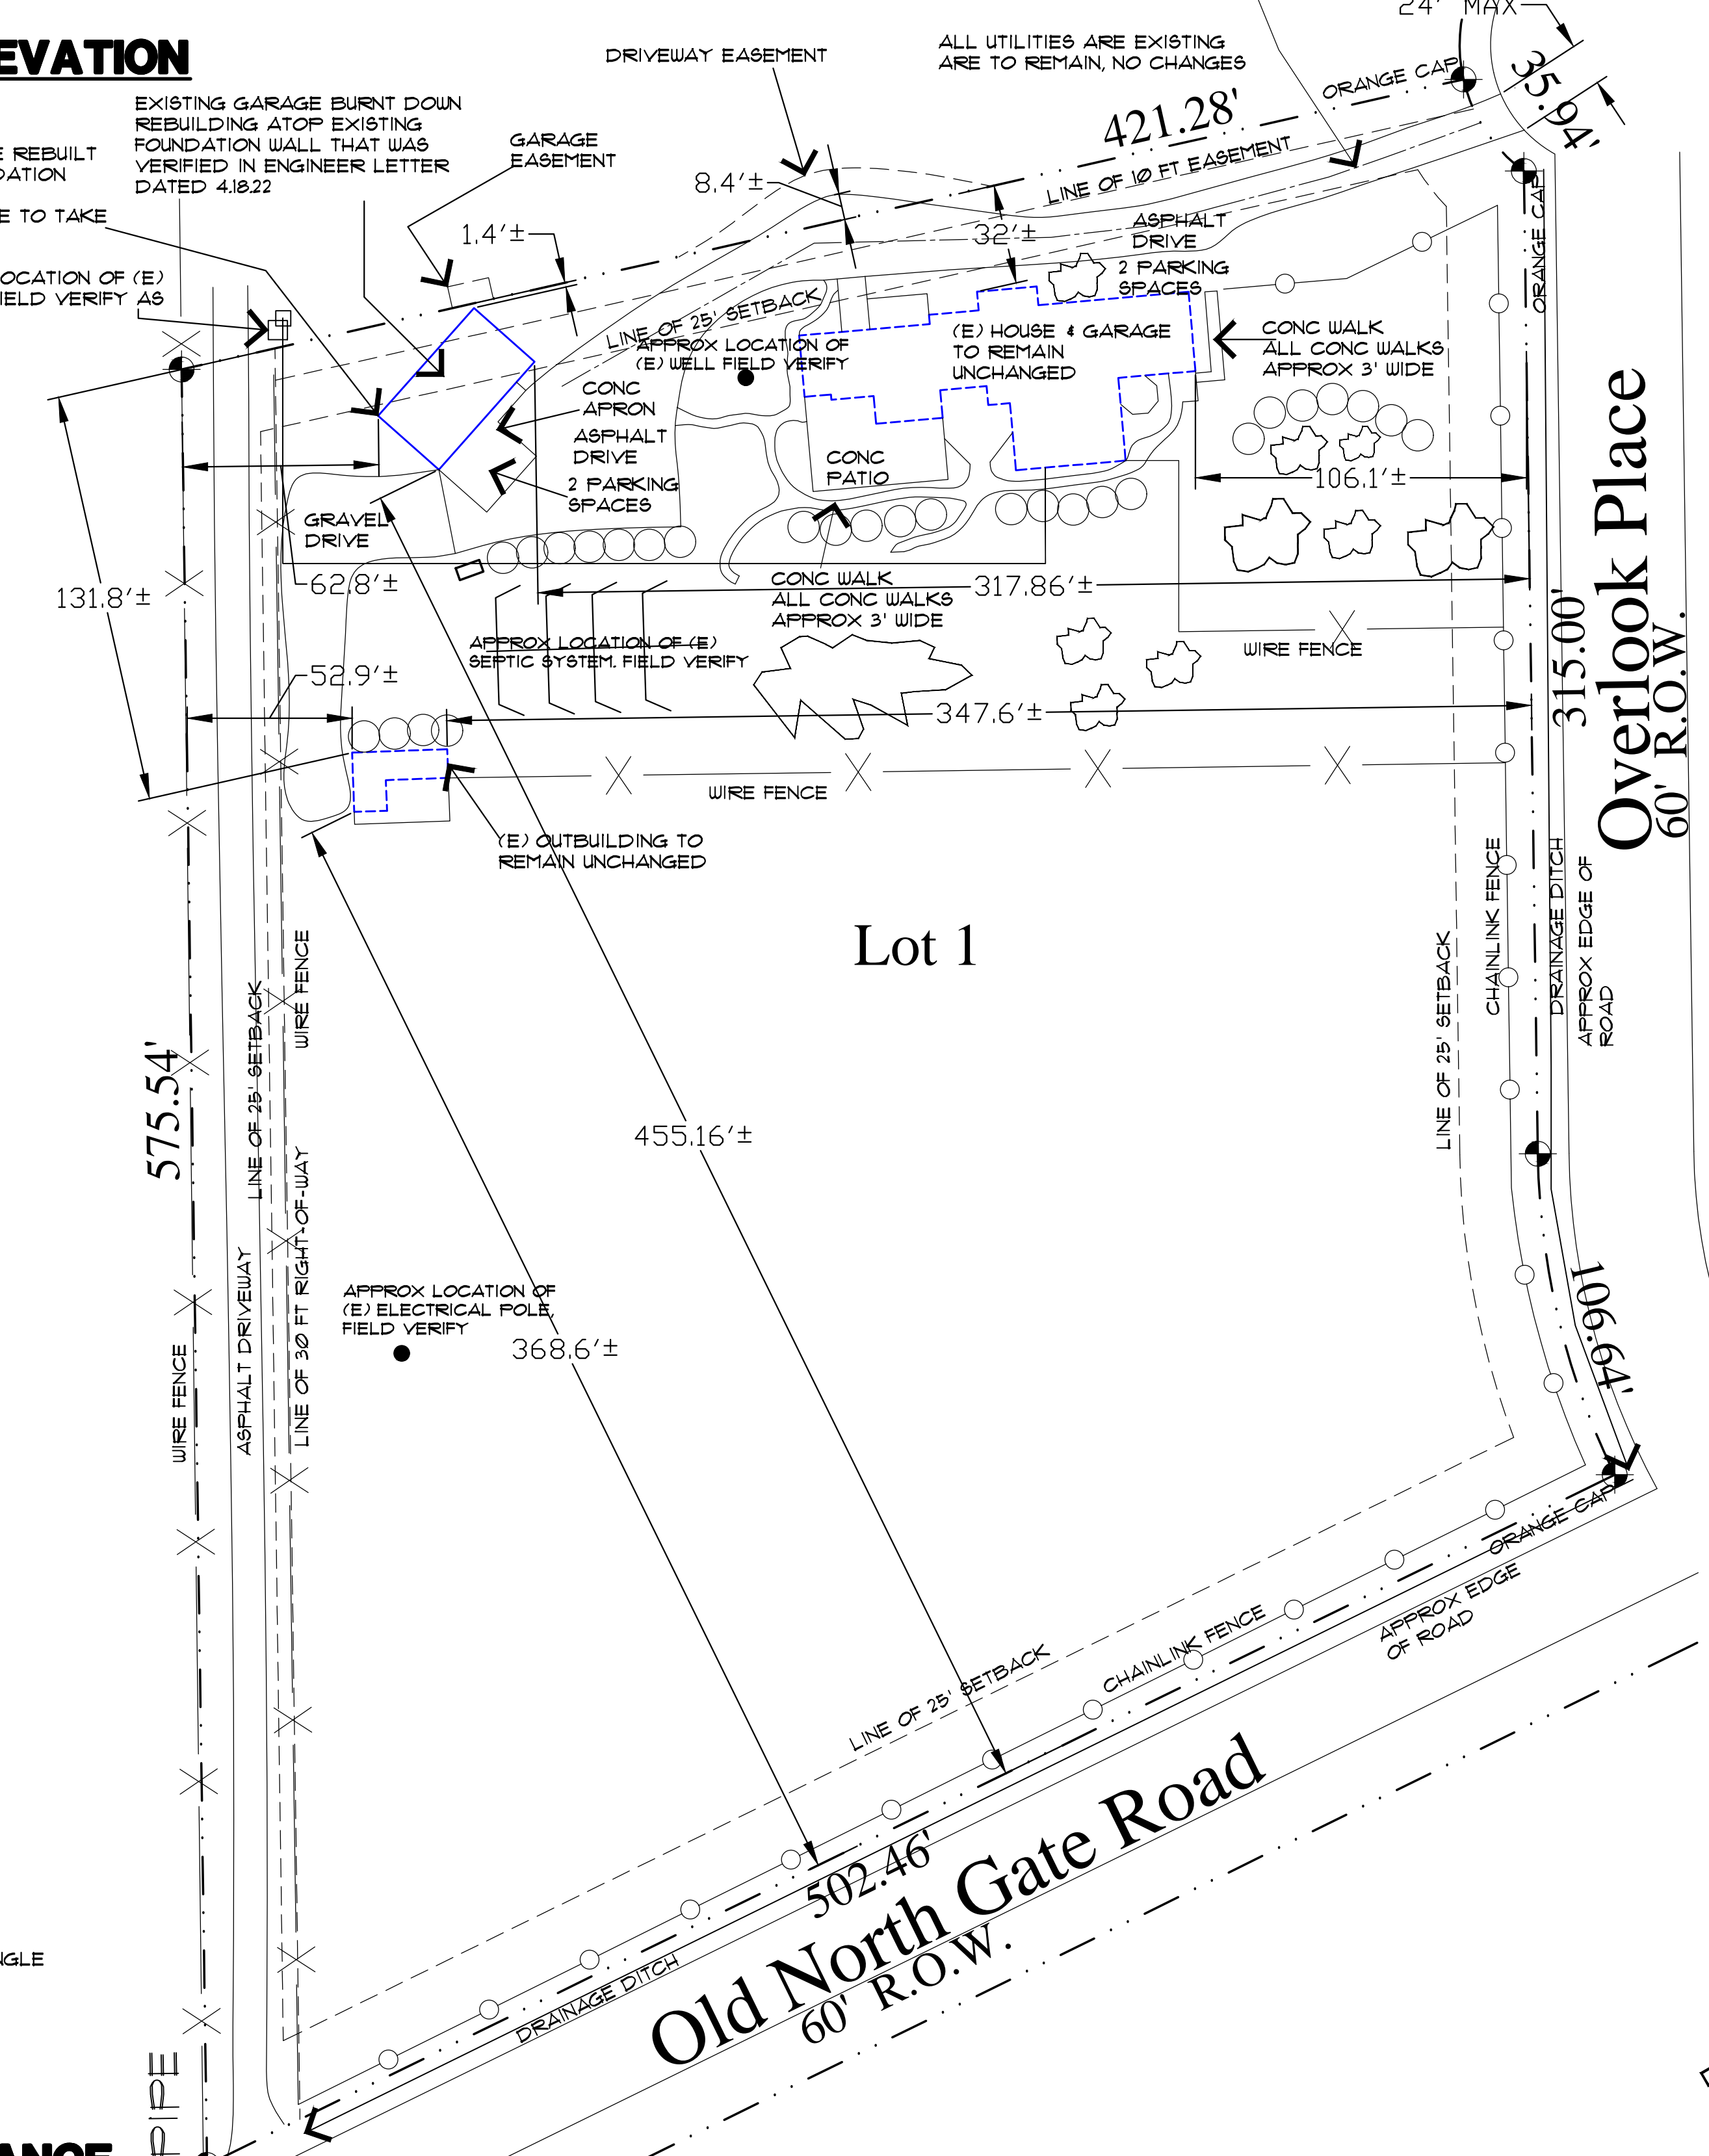 EVATION
24' MAX
DRIVEWAY EASEMENT
ALL UTILITIES ARE EXISTING
ARE TO REMAIN, NO CHANGES
ORANGE CAP
35.94'
EXISTING GARAGE BURNT DOWN
REBUILDING ATOP EXISTING
FOUNDATION WALL THAT WAS
VERIFIED IN ENGINEER LETTER
DATED 4.18.22
E REBUILT
DATION
E TO TAKE
OCATION OF (E)
IELD VERIFY AS
GARAGE
EASEMENT
421.28'
LINE OF 10 FT EASEMENT
8.4'±
1.4'±
32'±
ASPHALT
DRIVE
2 PARKING
SPACES
ORANGE CAP
LINE OF 25' SETBACK
APPROX LOCATION OF
(E) WELL FIELD VERIFY
(E) HOUSE & GARAGE
TO REMAIN
UNCHANGED
CONC WALK
ALL CONC WALKS
APPROX 3' WIDE
CONC
APRON
ASPHALT
DRIVE
2 PARKING
SPACES
CONC
PATIO
106.1'±
GRAVEL
DRIVE
131.8'±
62.8'±
CONC WALK
ALL CONC WALKS
APPROX 3' WIDE
317.86'±
APPROX LOCATION OF (E)
SEPTIC SYSTEM. FIELD VERIFY
WIRE FENCE
52.9'±
347.6'±
315.00'
Overlook Place
60' R.O.W.
WIRE FENCE
(E) OUTBUILDING TO
REMAIN UNCHANGED
Lot 1
CHAINLINK FENCE
DRAINAGE DITCH
APPROX EDGE OF
ROAD
LINE OF 25' SETBACK
WIRE FENCE
LINE OF 25' SETBACK
575.54'
455.16'±
LINE OF 30 FT RIGHT-OF-WAY
ASPHALT DRIVEWAY
WIRE FENCE
APPROX LOCATION OF
(E) ELECTRICAL POLE,
FIELD VERIFY
368.6'±
106.64'
ORANGE CAP
APPROX EDGE
OF ROAD
CHAINLINK FENCE
LINE OF 25' SETBACK
502.46'
Old North Gate Road
60' R.O.W.
DRAINAGE DITCH
NGLE
PIPE
ANCE